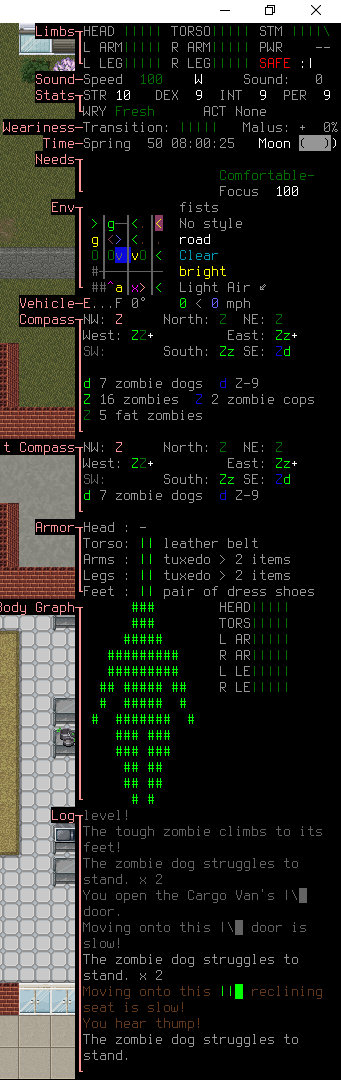 Limbs HEAD ||||| TORSO ||||| STM ||||\
L ARM ||||| R ARM ||||| PWR --
L LEG ||||| R LEG ||||| SAFE :|
Sound Speed 100 W Sound: 0
Stats STR 10 DEX 9 INT 9 PER 9
WRY Fresh ACT None
Weariness Transition: ||||| Malus: + 0%
Time Spring 50 08:00:25 Moon ( )
Needs
Comfortable-
Focus 100
Env fists
> g— <. < No style
g <> <. . road
O Ov vO < Clear
#— bright
##^a x> < Light Air
Vehicle E...F 0° 0 < 0 mph
Compass NW: Z North: Z NE: Z
West: ZZ+ East: Zz+
SW: South: Zz SE: Zd
d 7 zombie dogs d Z-9
Z 16 zombies Z 2 zombie cops
Z 5 fat zombies
t Compass NW: Z North: Z NE: Z
West: ZZ+ East: Zz+
SW: South: Zz SE: Zd
d 7 zombie dogs d Z-9
Armor Head : -
Torso: || leather belt
Arms : || tuxedo > 2 items
Legs : || tuxedo > 2 items
Feet : || pair of dress shoes
Body Graph ### HEAD|||||
### TORS|||||
##### L AR|||||
######### R AR|||||
######### L LE|||||
## ##### ## R LE|||||
# ##### #
# ####### #
### ###
### ###
## ##
## ##
# #
Log level!
The tough zombie climbs to its
feet!
The zombie dog struggles to
stand. x 2
You open the Cargo Van's |\
door.
Moving onto this |\ door is
slow!
The zombie dog struggles to
stand. x 2
Moving onto this || reclining
seat is slow!
You hear thump!
The zombie dog struggles to
stand.